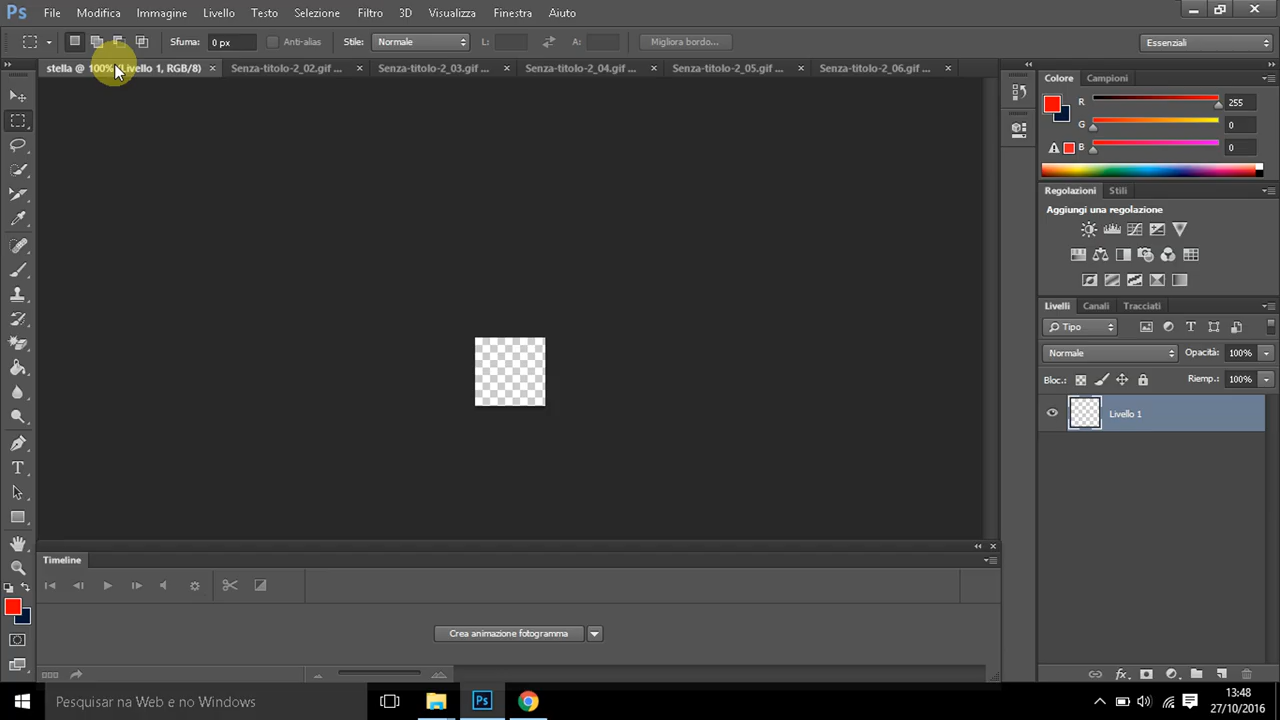 Ps File Modifica Immagine Livello Testo Selezione Filtro 3D Visualizza Finestra Aiuto
Sfuma: 0 px Anti-alias Stile: Normale L: A: Migliora bordo... Essenziali
stella @ 100% (Livello 1, RGB/8) Senza-titolo-2_02.gif ... Senza-titolo-2_03.gif ... Senza-titolo-2_04.gif ... Senza-titolo-2_05.gif ... Senza-titolo-2_06.gif ...
Colore Campioni
R 255
G 0
B 0
Regolazioni Stili
Aggiungi una regolazione
Livelli Canali Tracciati
Tipo
Normale Opacità: 100%
Bloc.: Riemp.: 100%
Livello 1
Timeline
Crea animazione fotogramma
Pesquisar na Web e no Windows
Ps
13:48
27/10/2016